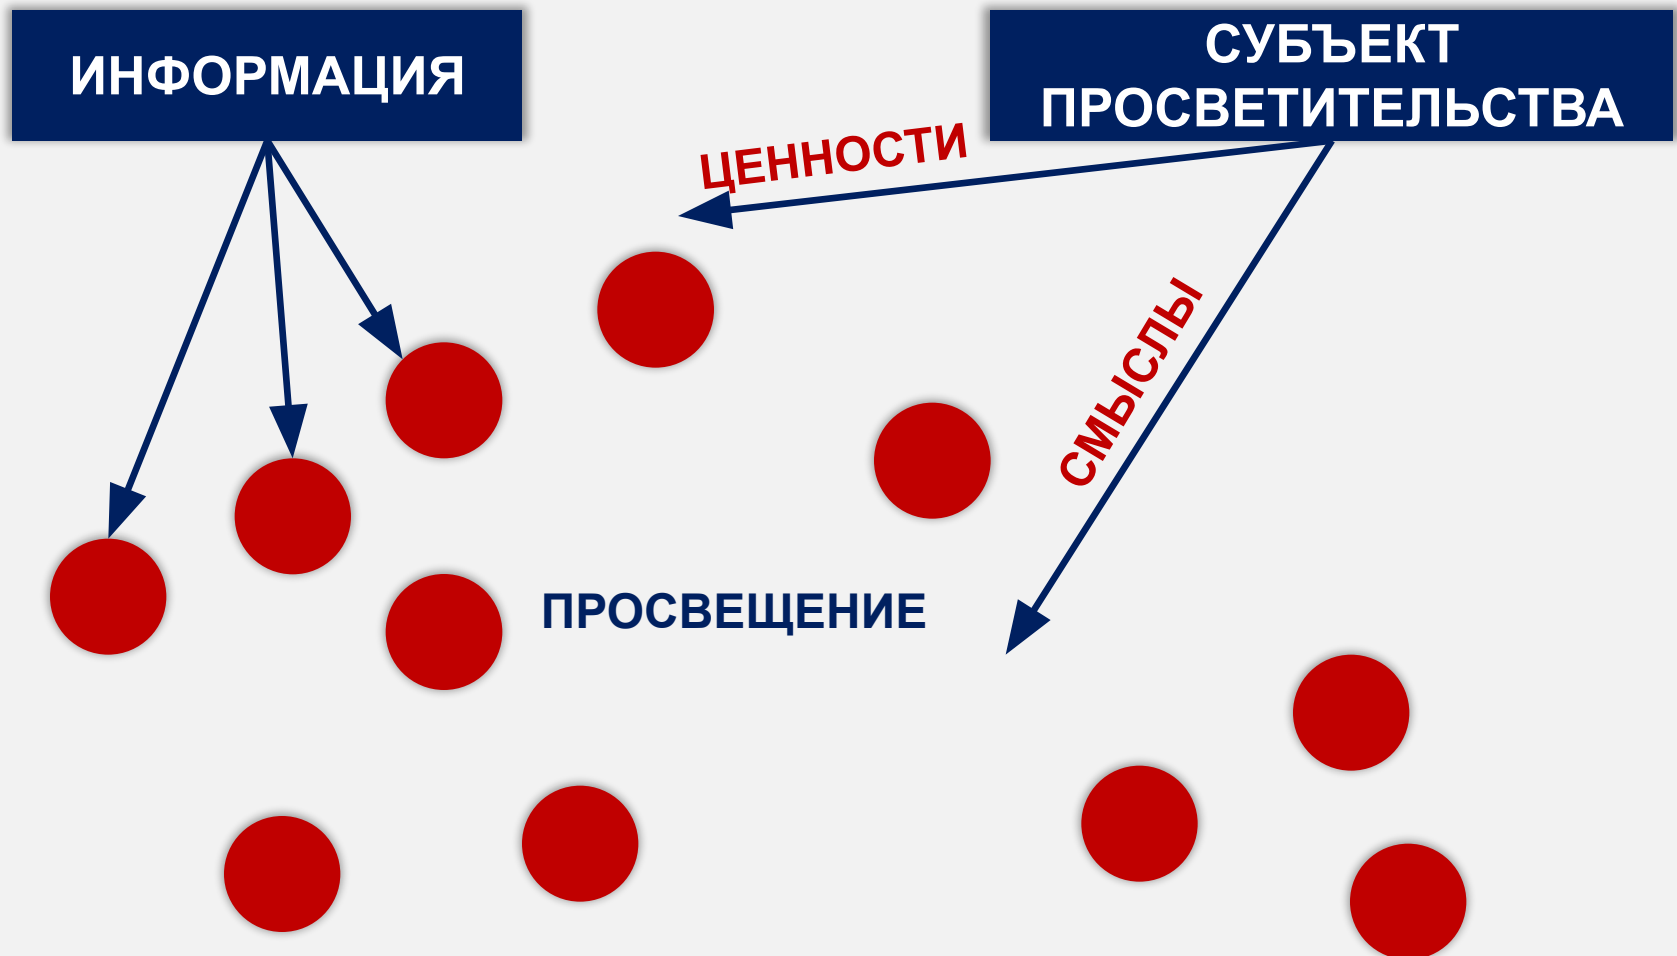 ИНФОРМАЦИЯ
СУБЪЕКТ
ПРОСВЕТИТЕЛЬСТВА
ЦЕННОСТИ
СМЫСЛЫ
ПРОСВЕЩЕНИЕ